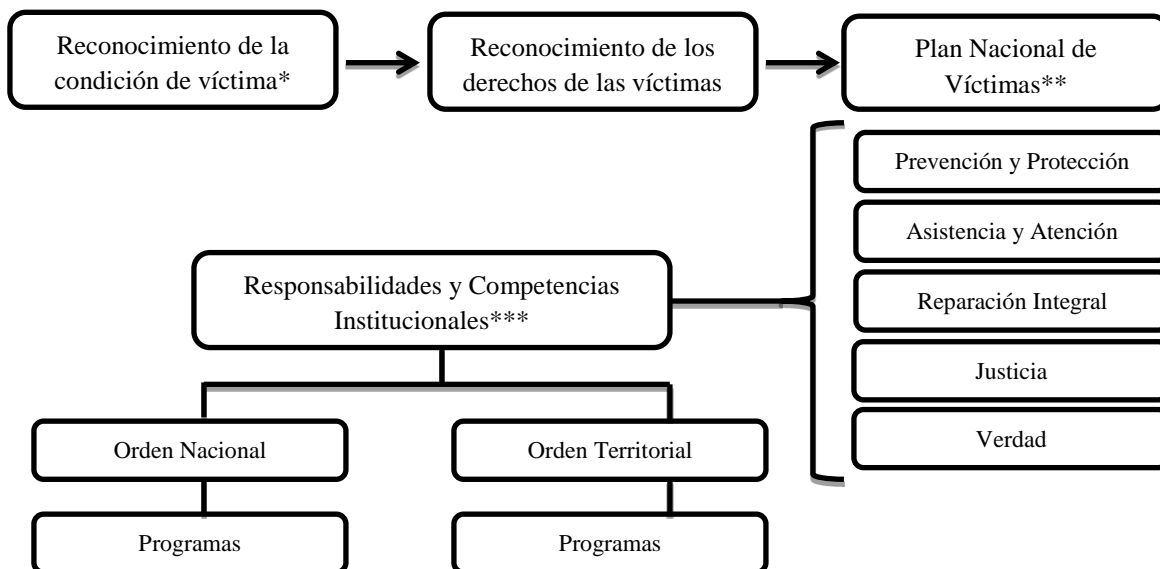 Reconocimiento de la
condición de víctima*
Reconocimiento de los
derechos de las víctimas
Plan Nacional de
Víctimas**
Prevención y Protección
Asistencia y Atención
Reparación Integral
Justicia
Verdad
Responsabilidades y Competencias
Institucionales***
Orden Nacional
Orden Territorial
Programas
Programas